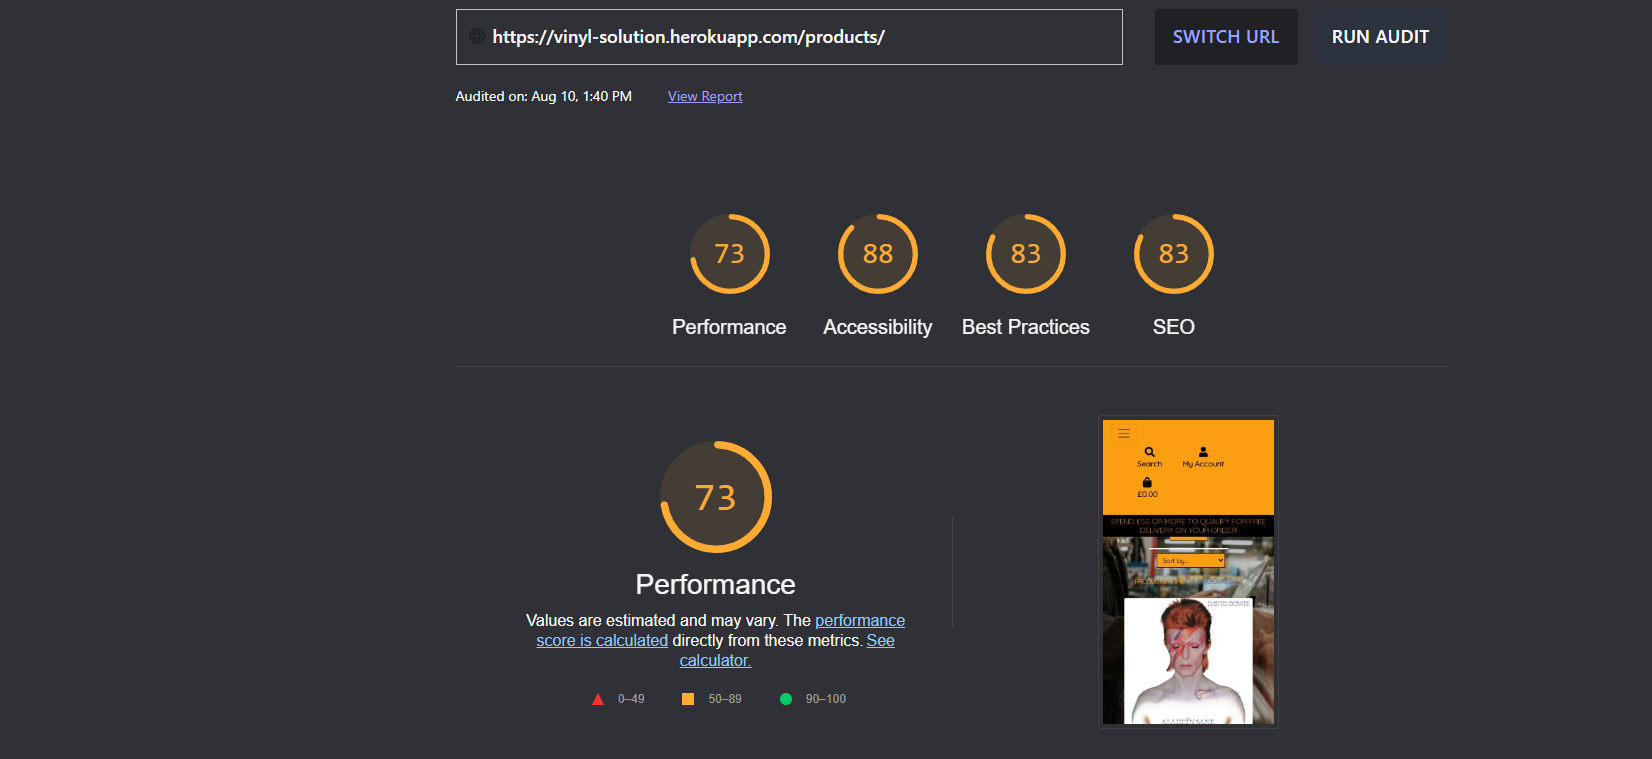 https://vinyl-solution.herokuapp.com/products/
SWITCH URL
RUN AUDIT
Audited on: Aug 10, 1:40 PM
View Report
73
88
83
83
Performance
Accessibility
Best Practices
SEO
73
Performance
Values are estimated and may vary. The performance
score is calculated directly from these metrics. See
calculator.
0–49
50–89
90–100
Search
My Account
£0.00
SPEND £50 OR MORE TO QUALIFY FOR FREE
DELIVERY ON YOUR ORDER!
Sort by...
DAVID BOWIE
ALADDIN SANE